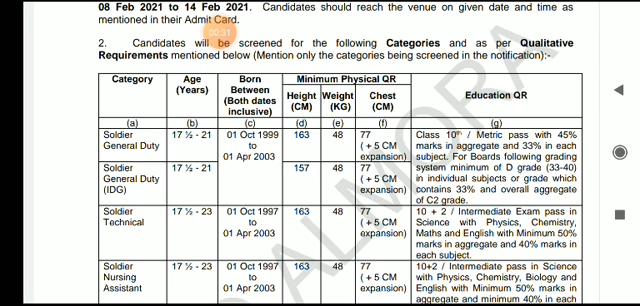 08 Feb 2021 to 14 Feb 2021. Candidates should reach the venue on given date and time as
mentioned in their Admit Card.
00:31
2. Candidates will be screened for the following Categories and as per Qualitative
Requirements mentioned below (Mention only the categories being screened in the notification):-
Category Age (Years) Born Between (Both dates inclusive) Minimum Physical QR Education QR
Height (CM) Weight (KG) Chest (CM)
(a) (b) (c) (d) (e) (f) (g)
Soldier General Duty 17 ½ - 21 01 Oct 1999 to 01 Apr 2003 163 48 77 (+ 5 CM expansion)
Class 10th / Metric pass with 45%
marks in aggregate and 33% in each
subject. For Boards following grading
system minimum of D grade (33-40)
in individual subjects or grade which
contains 33% and overall aggregate
of C2 grade.
Soldier General Duty (IDG) 17 ½ - 21 157 48 77 (+ 5 CM expansion)
Soldier Technical 17 ½ - 23 01 Oct 1997 to 01 Apr 2003 163 48 77 (+ 5 CM expansion)
10 + 2 / Intermediate Exam pass in
Science with Physics, Chemistry,
Maths and English with Minimum 50%
marks in aggregate and 40% marks in
each subject.
Soldier Nursing Assistant 17 ½ - 23 01 Oct 1997 to 01 Apr 2003 163 48 77 (+ 5 CM expansion)
10+2 / Intermediate pass in Science
with Physics, Chemistry, Biology and
English with Minimum 50% marks in
aggregate and minimum 40% in each
ALMORA